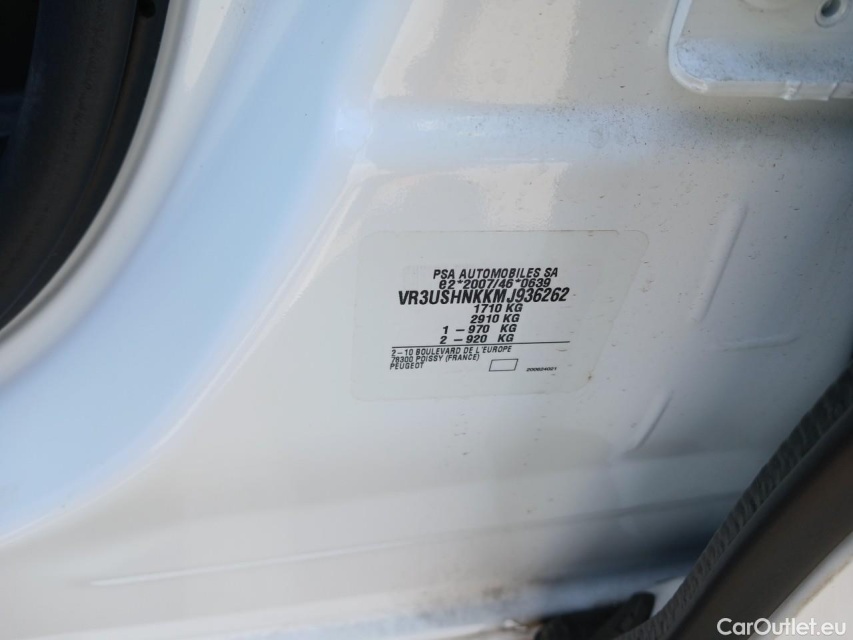 PSA AUTOMOBILES SA
e2*2007/46*0639
VR3USHNKKMJ936262
1710 KG
2910 KG
1 -970 KG
2 -920 KG
2-10 BOULEVARD DE L'EUROPE
78300 POISSY (FRANCE)
PEUGEOT
200924021
CarOutlet.eu